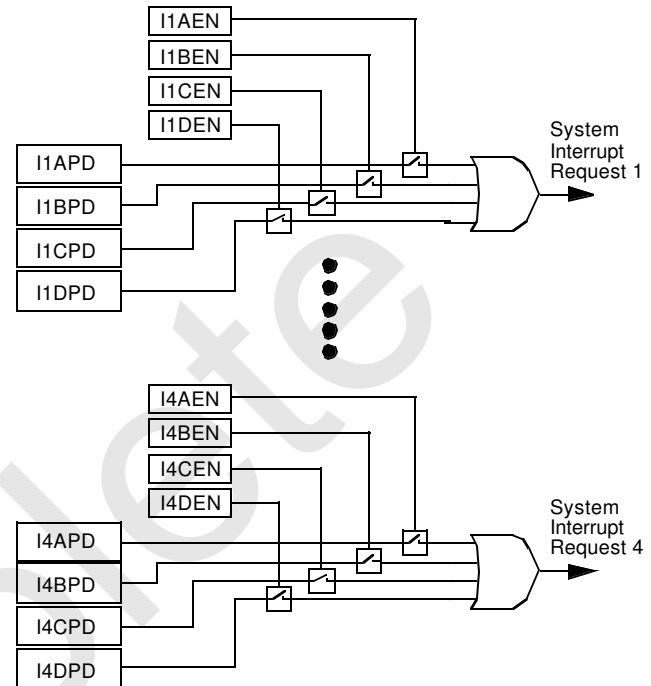 I1AEN
I1BEN
I1CEN
I1DEN
I1APD
I1BPD
I1CPD
I1DPD
System
Interrupt
Request 1
I4AEN
I4BEN
I4CEN
I4DEN
I4APD
I4BPD
I4CPD
I4DPD
System
Interrupt
Request 4
olete